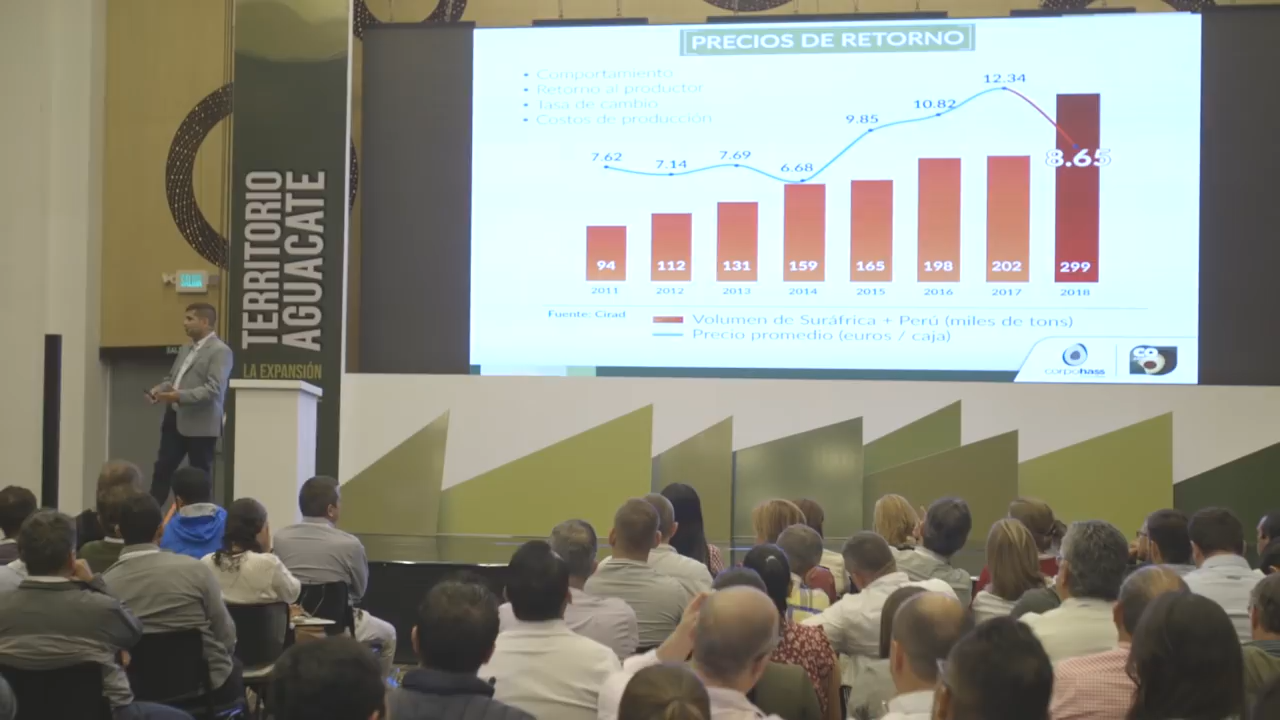 PRECIOS DE RETORNO
• Comportamiento
• Retorno al productor
• Tasa de cambio
• Costos de producción
7.62
7.14
7.69
6.68
9.85
10.82
12.34
8.65
94
112
131
159
165
198
202
299
2011
2012
2013
2014
2015
2016
2017
2018
Fuente: Cirad
Volumen de Suráfrica + Perú (miles de tons)
Precio promedio (euros / caja)
corpohass
TERRITORIO
AGUACATE
LA EXPANSIÓN
SALIDA